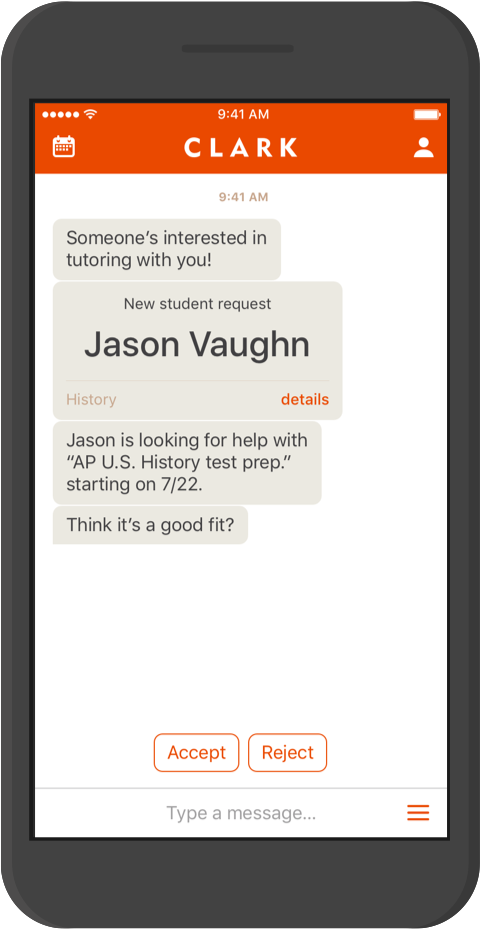 9:41 AM
CLARK
9:41 AM
Someone’s interested in
tutoring with you!
New student request
Jason Vaughn
History details
Jason is looking for help with
“AP U.S. History test prep.”
starting on 7/22.
Think it’s a good fit?
Accept Reject
Type a message...